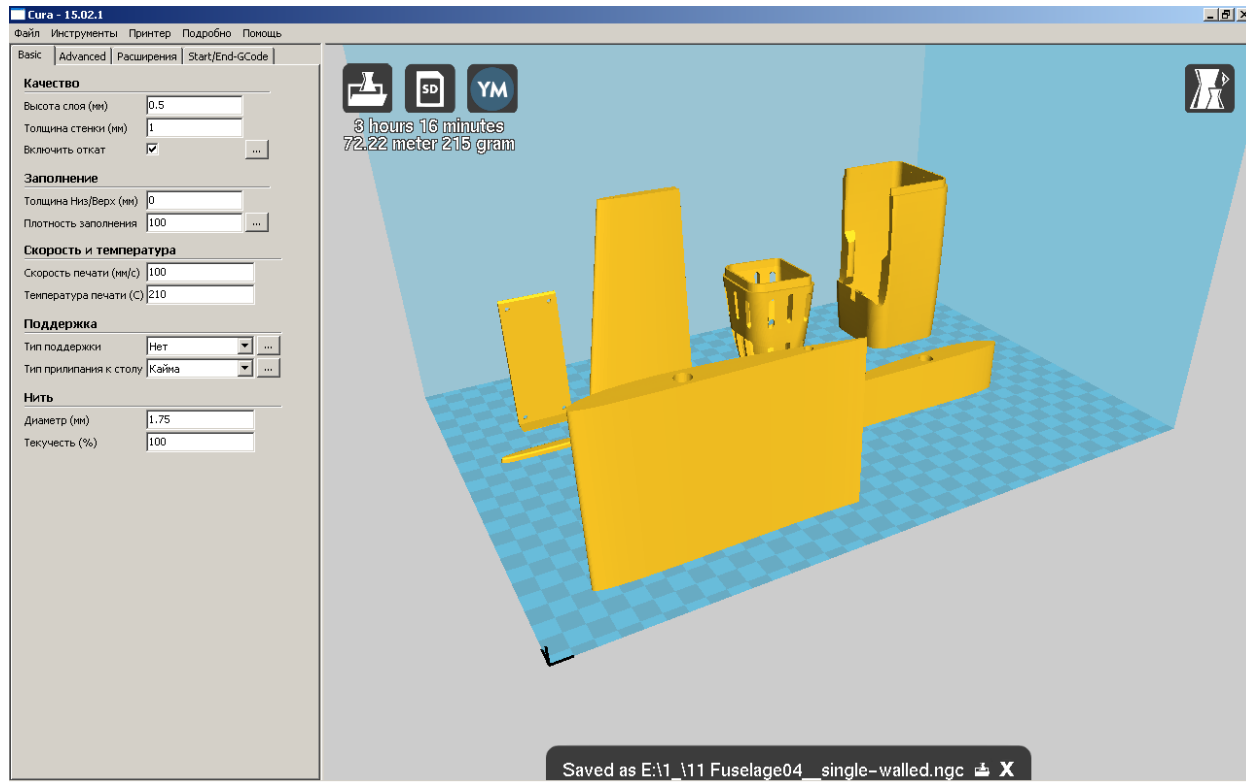 Cura - 15.02.1
Файл Инструменты Принтер Подробно Помощь
Basic Advanced Расширения Start/End-GCode
Качество
Высота слоя (мм) 0.5
Толщина стенки (мм) 1
Включить откат ...
Заполнение
Толщина Низ/Верх (мм) 0
Плотность заполнения 100 ...
Скорость и температура
Скорость печати (мм/с) 100
Температура печати (C) 210
Поддержка
Тип поддержки Нет ...
Тип прилипания к столу Кайма ...
Нить
Диаметр (мм) 1.75
Текучесть (%) 100
SD YM
3 hours 16 minutes
72.22 meter 215 gram
Saved as E:\1_\11 Fuselage04__single-walled.ngc X